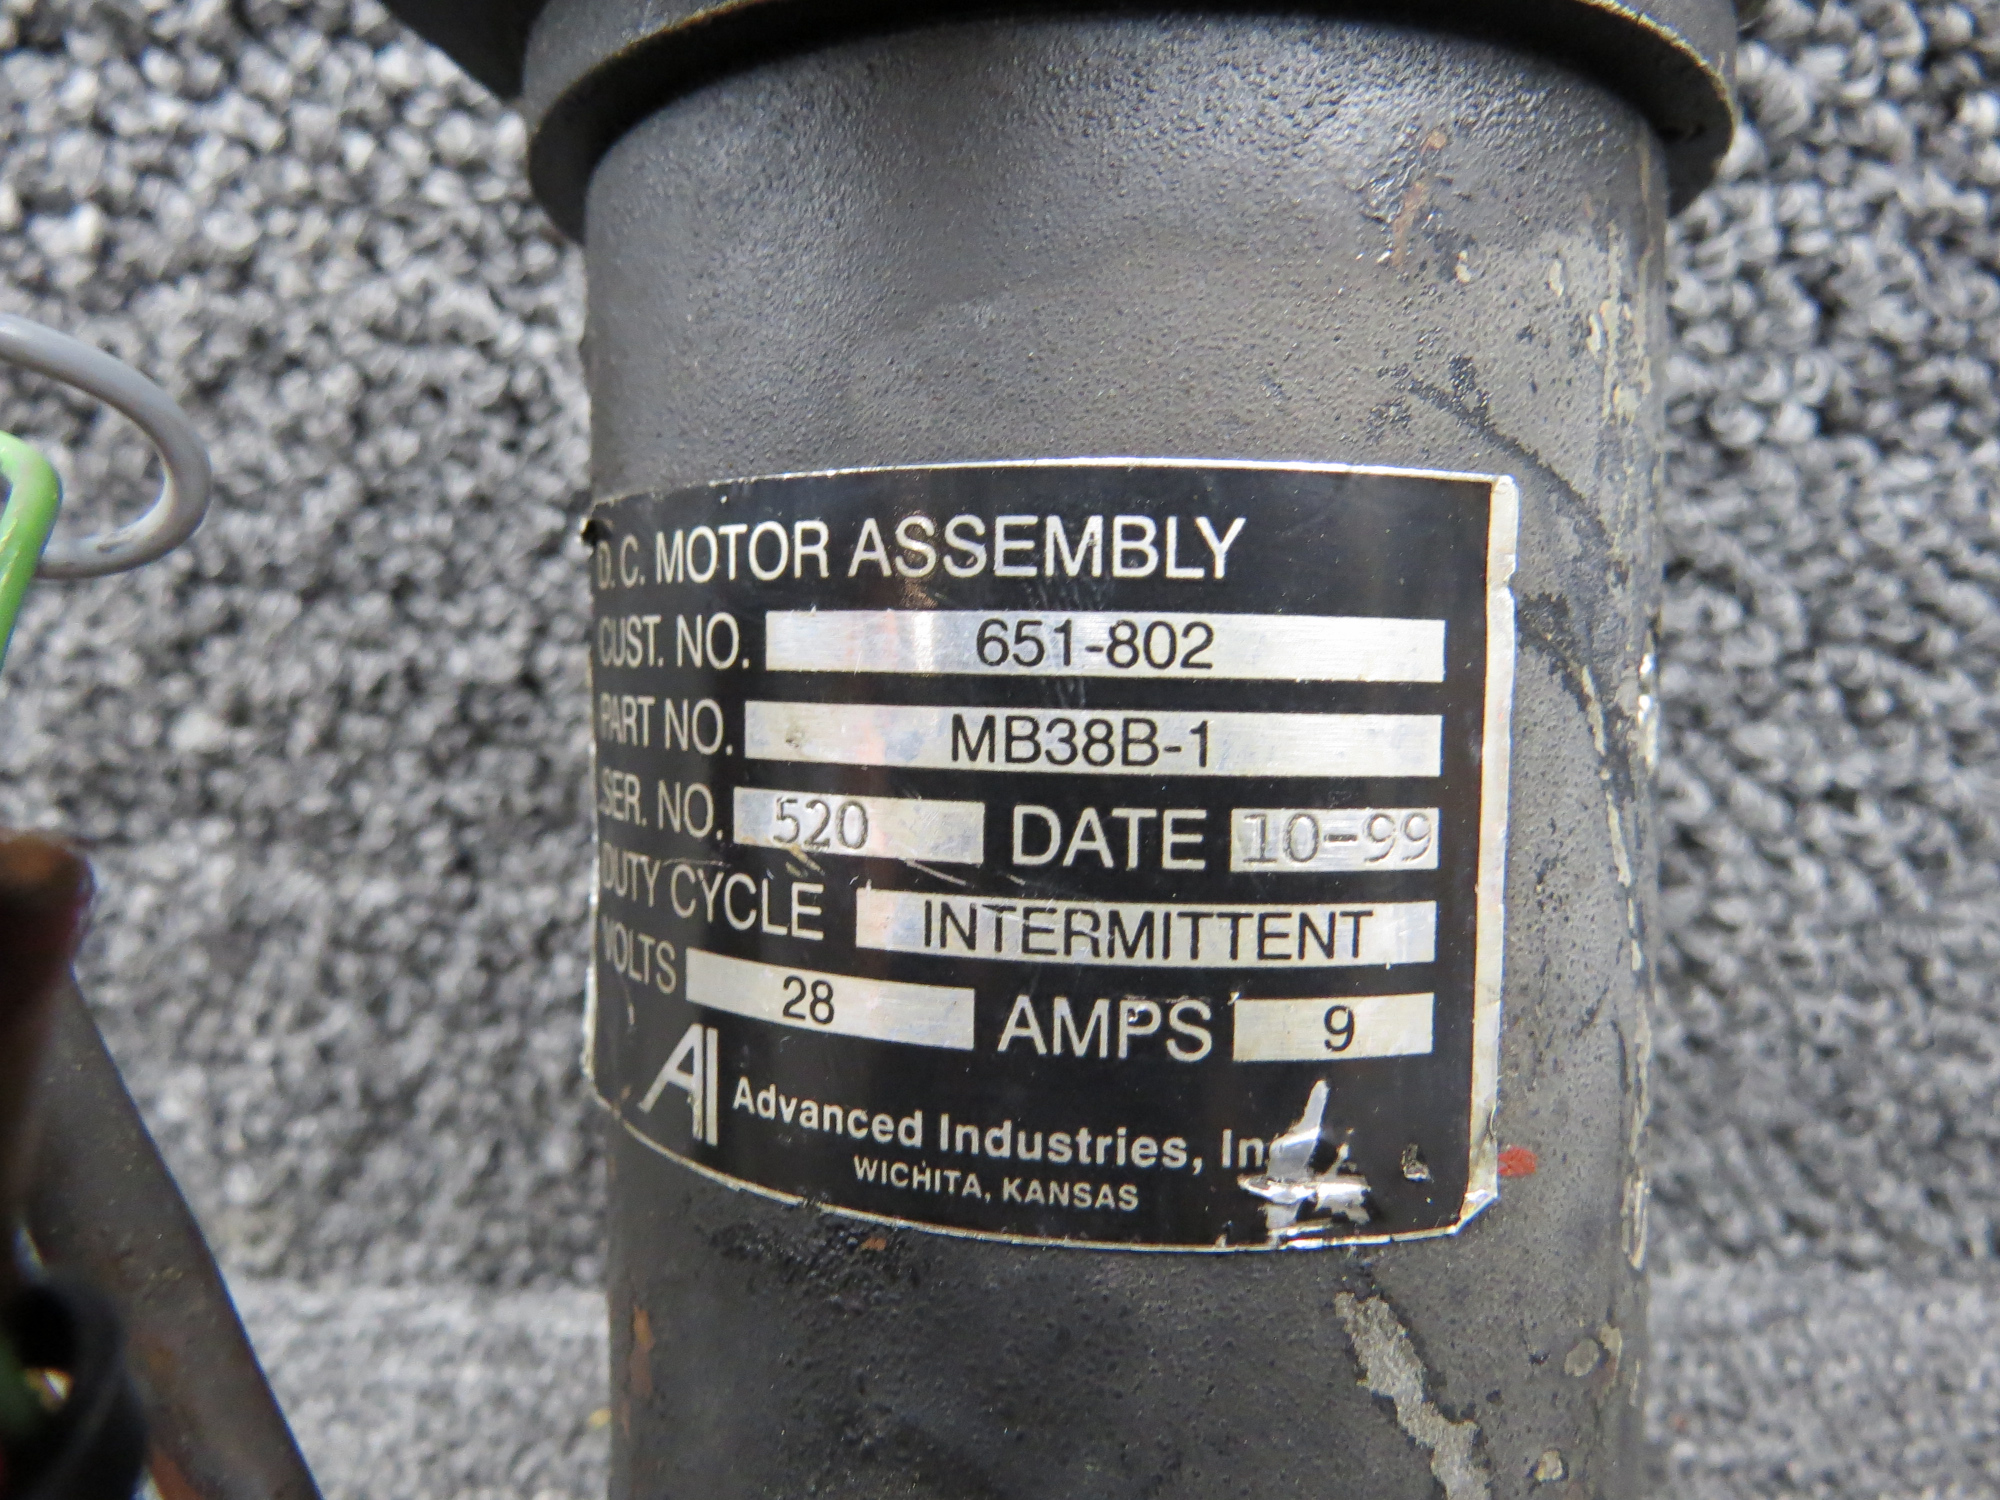 D.C. MOTOR ASSEMBLY
CUST. NO. 651-802
PART NO. MB38B-1
SER. NO. 520 DATE 10-99
DUTY CYCLE INTERMITTENT
VOLTS 28 AMPS 9
AI Advanced Industries, Inc.
WICHITA, KANSAS